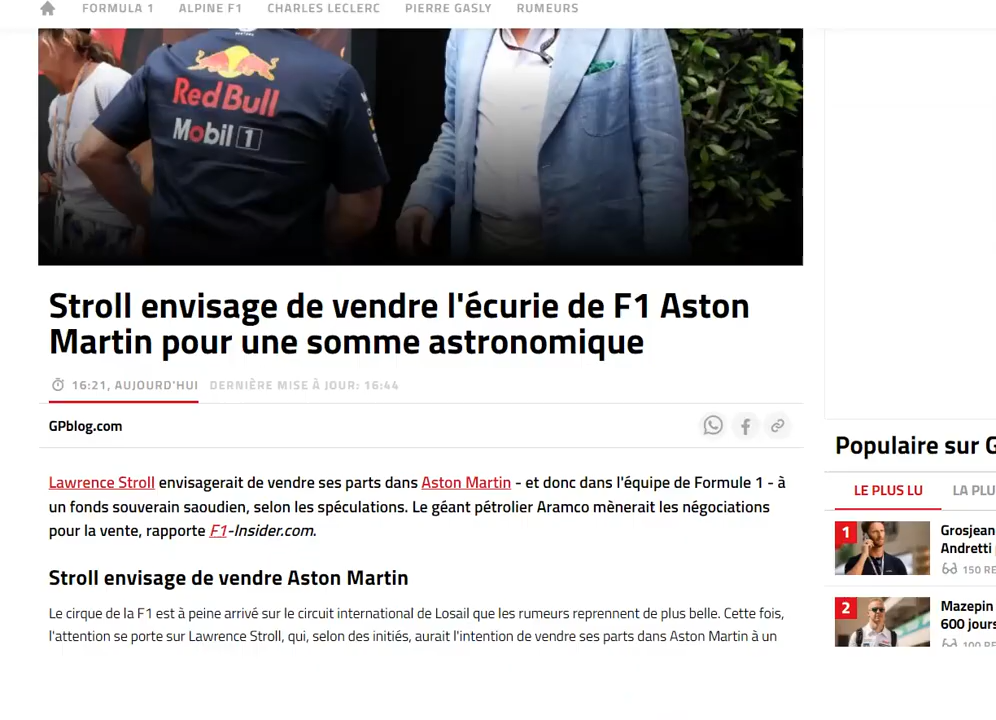 FORMULA 1 ALPINE F1 CHARLES LECLERC PIERRE GASLY RUMEURS
Red Bull
Mobil 1
Stroll envisage de vendre l'écurie de F1 Aston
Martin pour une somme astronomique
16:21, AUJOURD'HUI DERNIÈRE MISE À JOUR: 16:44
GPblog.com
Lawrence Stroll envisagerait de vendre ses parts dans Aston Martin - et donc dans l'équipe de Formule 1 - à
un fonds souverain saoudien, selon les spéculations. Le géant pétrolier Aramco mènerait les négociations
pour la vente, rapporte F1-Insider.com.
Stroll envisage de vendre Aston Martin
Le cirque de la F1 est à peine arrivé sur le circuit international de Losail que les rumeurs reprennent de plus belle. Cette fois,
l'attention se porte sur Lawrence Stroll, qui, selon des initiés, aurait l'intention de vendre ses parts dans Aston Martin à un
Populaire sur G
LE PLUS LU LA PLU
1
Grosjean
Andretti
150 RE
2
Mazepin
600 jours
100 RE